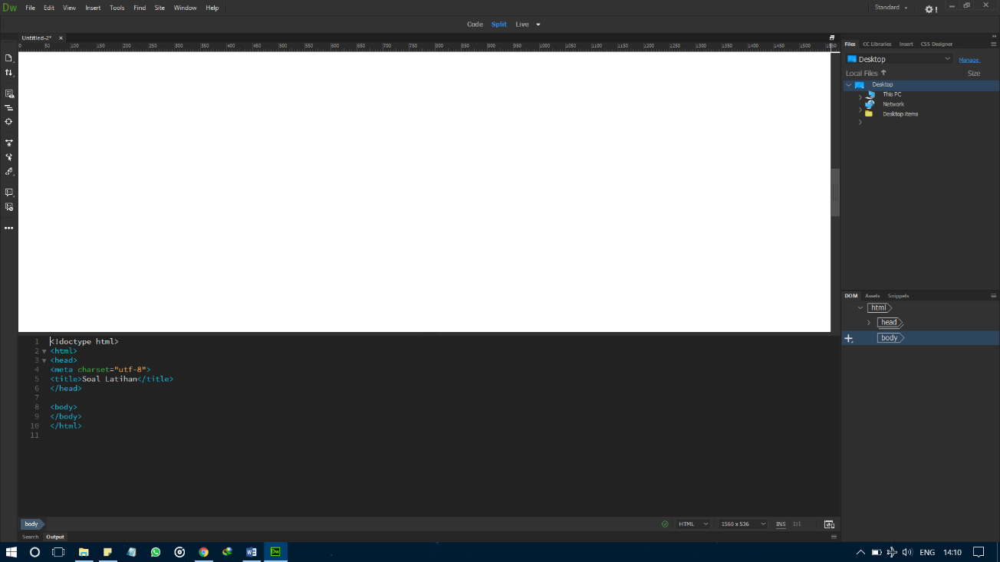 Dw File Edit View Insert Tools Find Site Window Help Standard
Code Split Live
Untitled-2* ×
0 50 100 150 200 250 300 350 400 450 500 550 600 650 700 750 800 850 900 950 1000 1050 1100 1150 1200 1250 1300 1350 1400 1450 1500 1550
Files CC Libraries Insert CSS Designer
Desktop Manage
Local Files Size
Desktop
This PC
Network
Desktop items
DOM Assets Snippets
html
head
body
1 <!doctype html>
2 <html>
3 <head>
4 <meta charset="utf-8">
5 <title>Soal Latihan</title>
6 </head>
7
8 <body>
9 </body>
10 </html>
11
body HTML 1560 x 536 INS 1:1
Search Output
ENG 14:10